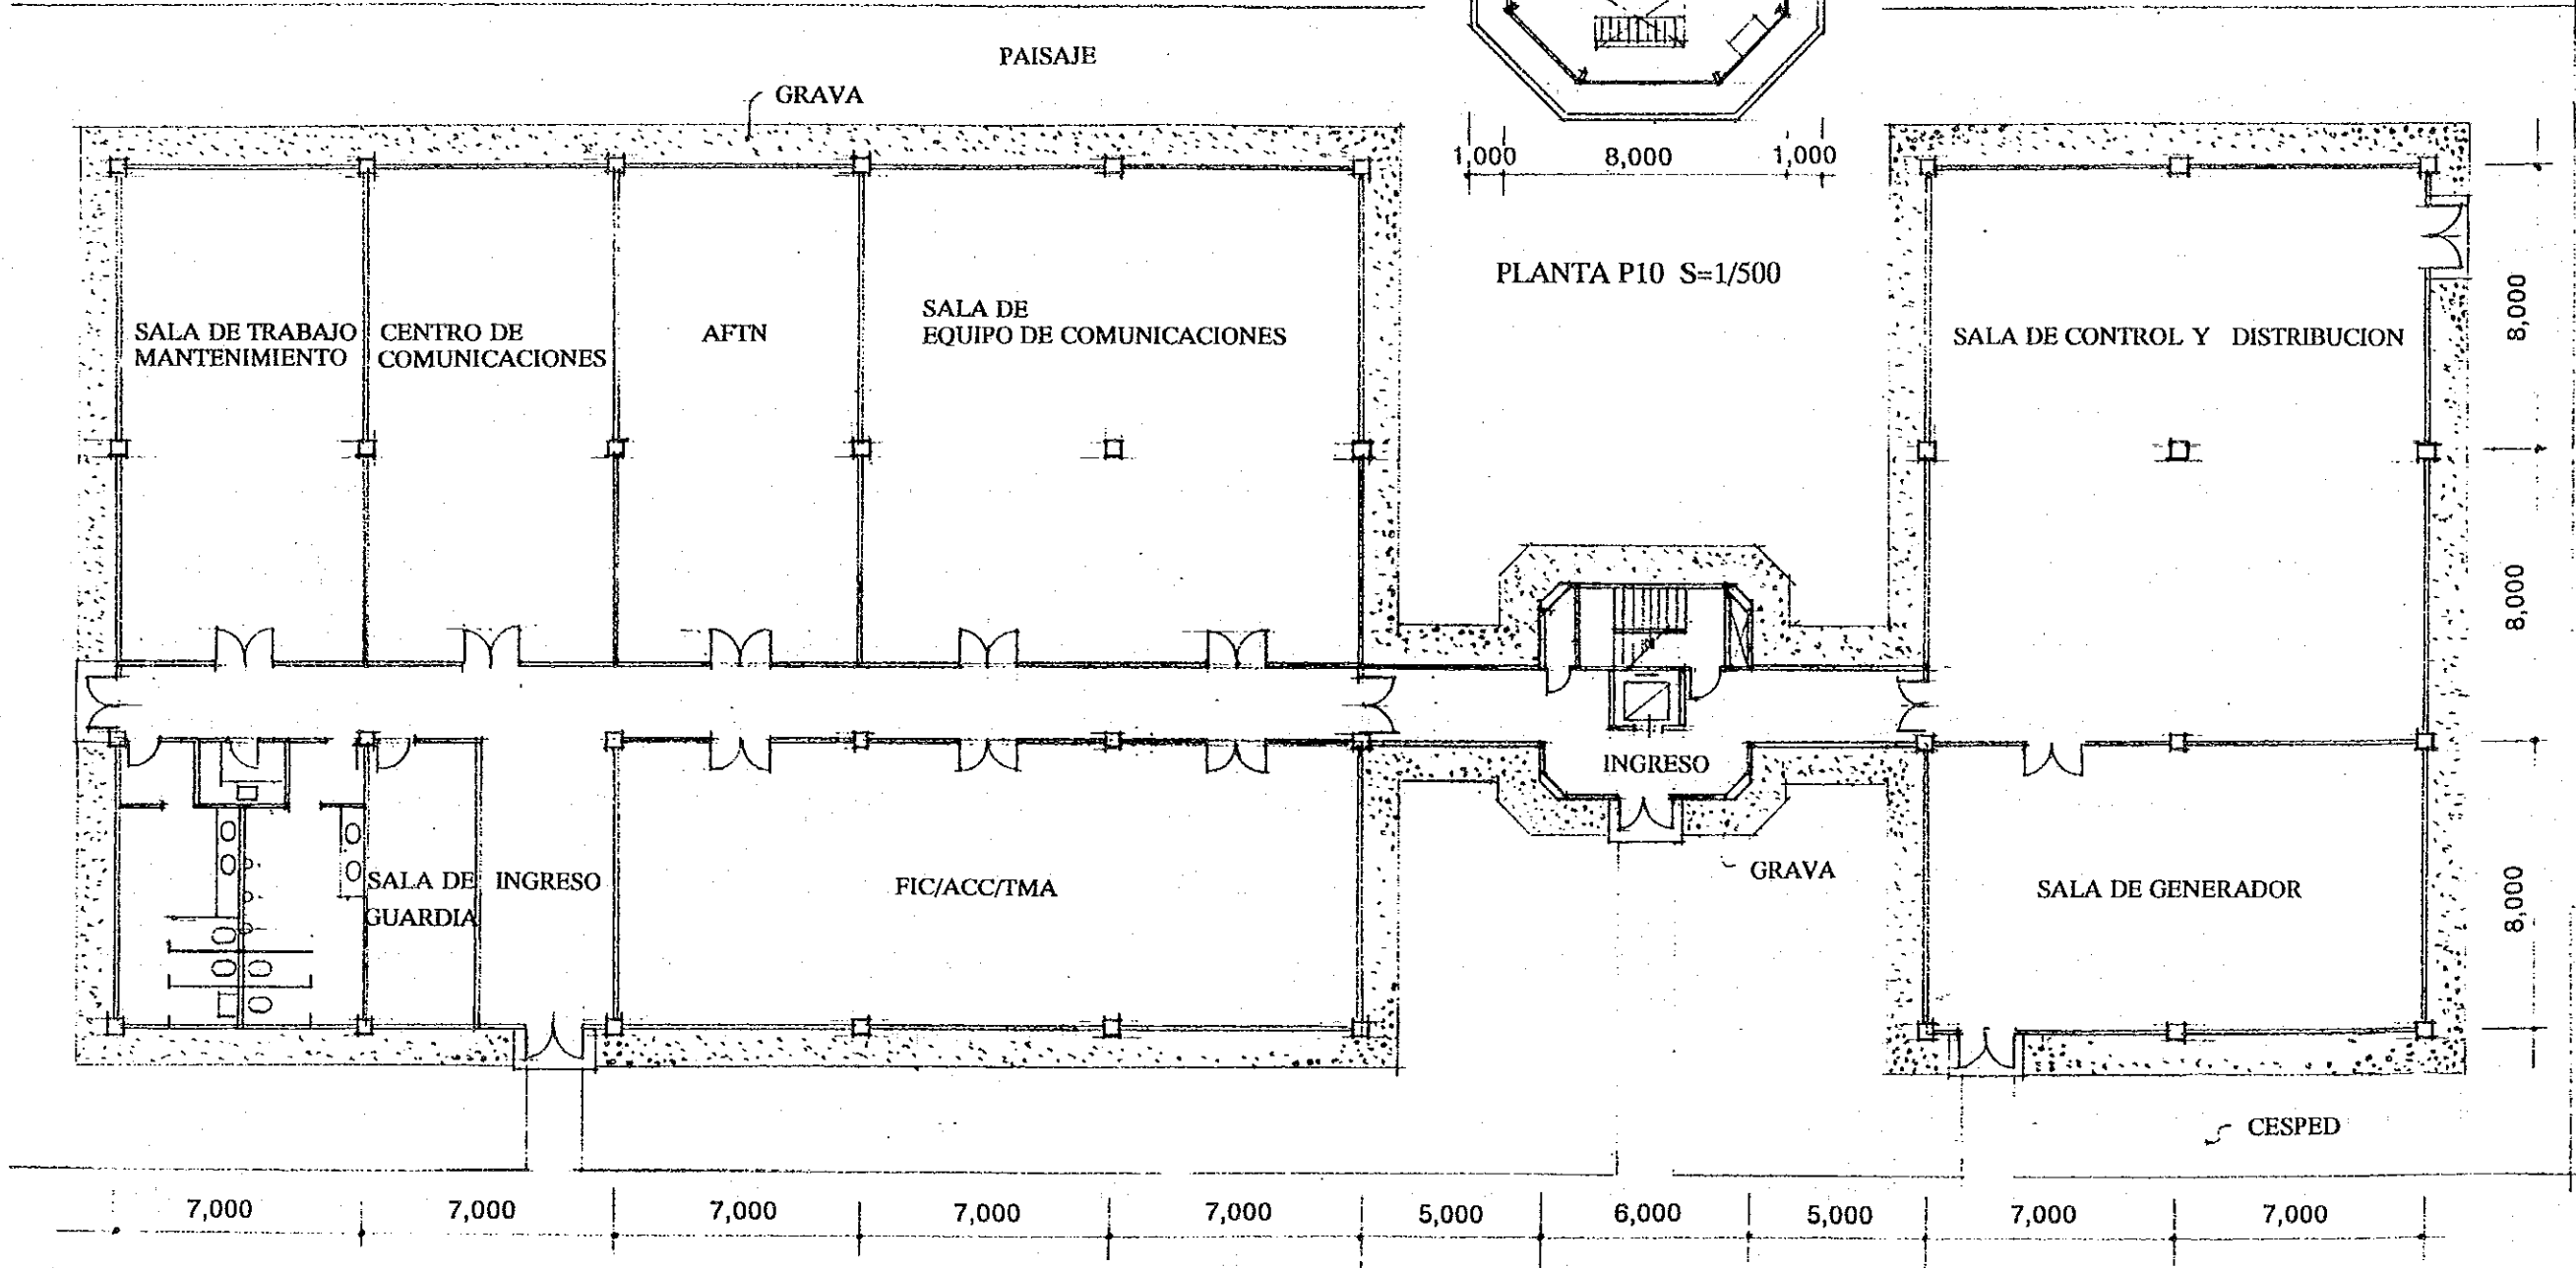 PAISAJE
GRAVA
1,000 8,000 1,000
PLANTA P10 S=1/500
SALA DE TRABAJO
MANTENIMIENTO
CENTRO DE
COMUNICACIONES
AFTN
SALA DE
EQUIPO DE COMUNICACIONES
SALA DE CONTROL Y DISTRIBUCION
8,000
8,000
8,000
INGRESO
SALA DE
GUARDIA
INGRESO
FIC/ACC/TMA
GRAVA
SALA DE GENERADOR
CESPED
7,000 7,000 7,000 7,000 7,000 5,000 6,000 5,000 7,000 7,000